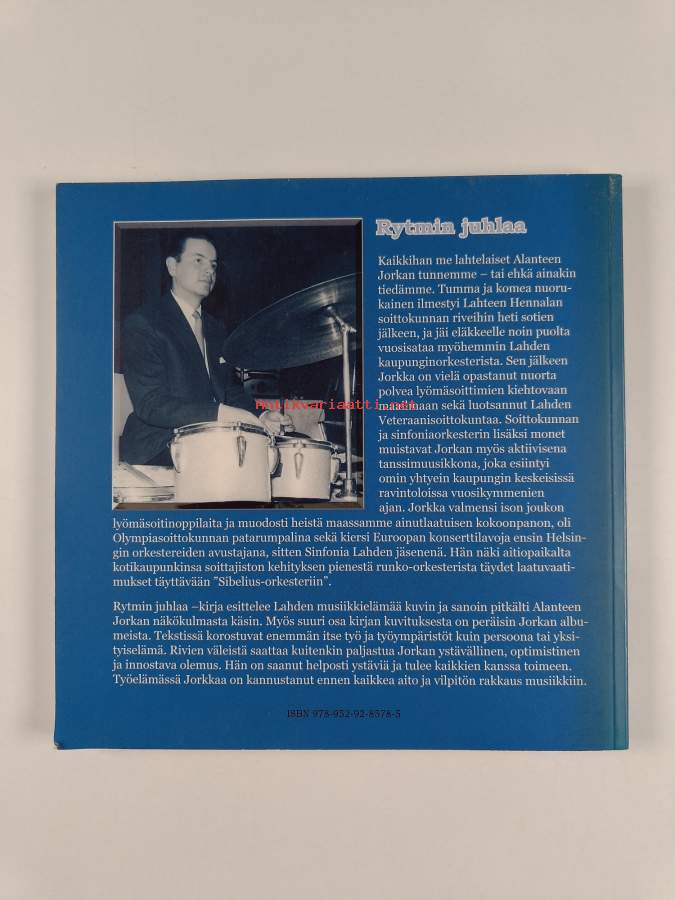 Rytmin juhlaa
Kaikkihan me lahtelaiset Alanteen
Jorkan tunnemme – tai ehkä ainakin
tiedämme. Tumma ja komea nuoru-
kainen ilmestyi Lahteen Hennalan
soittokunnan riveihin heti sotien
jälkeen, ja jäi eläkkeelle noin puolta
vuosisataa myöhemmin Lahden
kaupunginorkesterista. Sen jälkeen
Jorkka on vielä opastanut nuorta
polvea lyömäsoittimien kiehtovaan
maailmaan sekä luotsannut Lahden
Veteraanisoittokuntaa. Soittokunnan
ja sinfoniaorkesterin lisäksi monet
muistavat Jorkan myös aktiivisena
tanssimuusikkona, joka esiintyi
omin yhtyein kaupungin keskeisissä
ravintoloissa vuosikymmenien
ajan. Jorkka valmensi ison joukon
lyömäsoitinoppilaita ja muodosti heistä maassamme ainutlaatuisen kokoonpanon, oli
Olympiasoittokunnan patarumpalina sekä kiersi Euroopan konserttilavoja ensin Helsin-
gin orkestereiden avustajana, sitten Sinfonia Lahden jäsenenä. Hän näki aitiopaikalta
kotikaupunkinsa soittajiston kehityksen pienestä runko-orkesterista täydet laatuvaati-
mukset täyttävään "Sibelius-orkesteriin".
Rytmin juhlaa –kirja esittelee Lahden musiikkielämää kuvin ja sanoin pitkälti Alanteen
Jorkan näkökulmasta käsin. Myös suuri osa kirjan kuvituksesta on peräisin Jorkan albu-
meista. Tekstissä korostuvat enemmän itse työ ja työympäristöt kuin persoona tai yksi-
tyiselämä. Rivien väleistä saattaa kuitenkin paljastua Jorkan ystävällinen, optimistinen
ja innostava olemus. Hän on saanut helposti ystäviä ja tulee kaikkien kanssa toimeen.
Työelämässä Jorkkaa on kannustanut ennen kaikkea aito ja vilpitön rakkaus musiikkiin.
ISBN 978-952-92-8578-5
Antikvariaatti.net